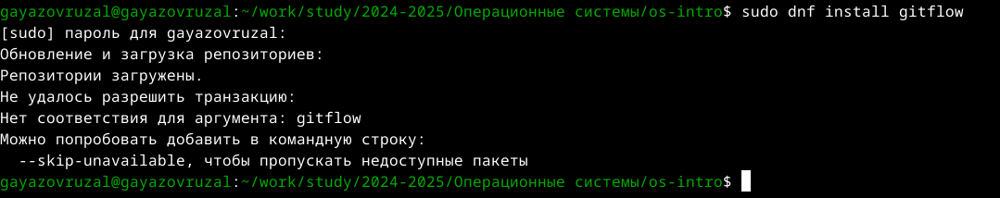 gayazovruzal@gayazovruzal:~/work/study/2024-2025/Операционные системы/os-intro$ sudo dnf install gitflow
[sudo] пароль для gayazovruzal:
Обновление и загрузка репозиториев:
Репозитории загружены.
Не удалось разрешить транзакцию:
Нет соответствия для аргумента: gitflow
Можно попробовать добавить в командную строку:
  --skip-unavailable, чтобы пропускать недоступные пакеты
gayazovruzal@gayazovruzal:~/work/study/2024-2025/Операционные системы/os-intro$